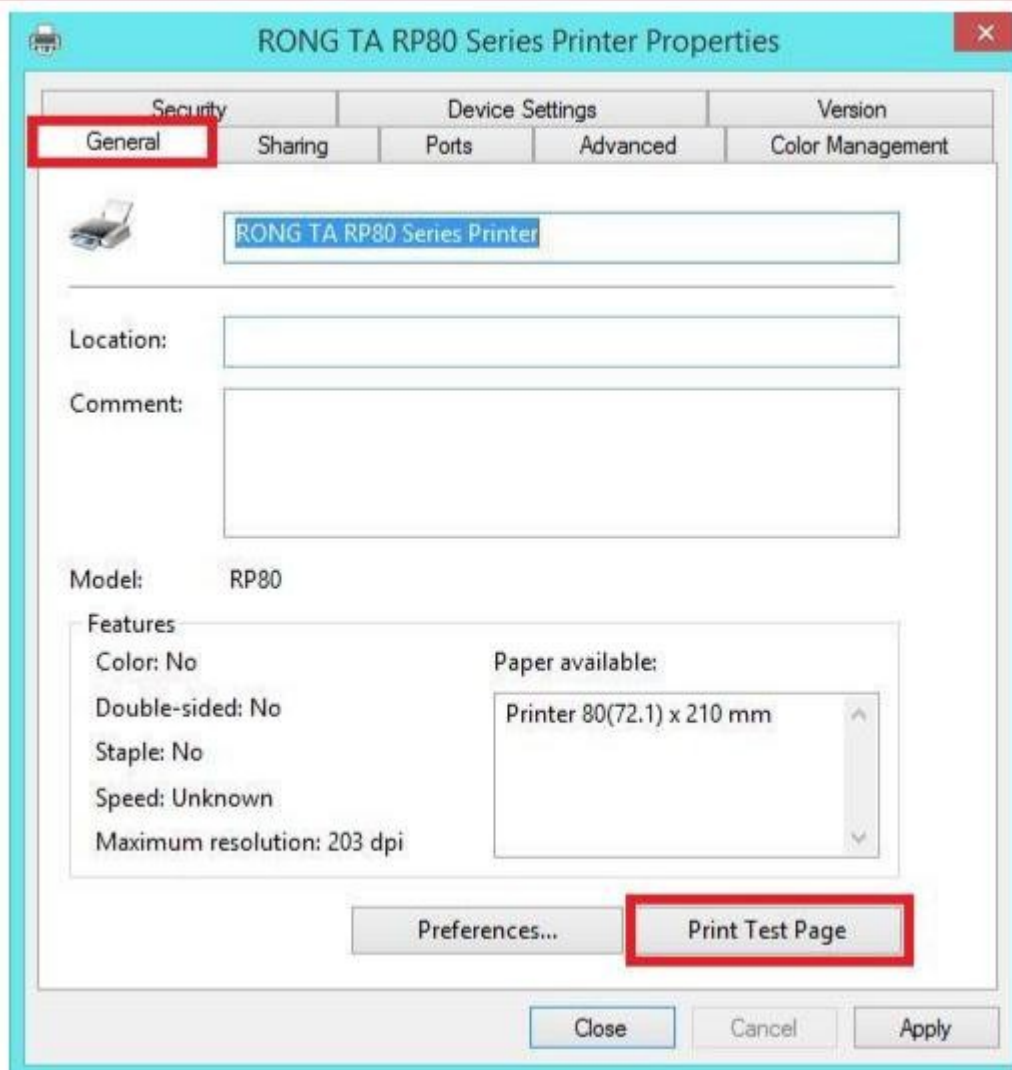 RONG TA RP80 Series Printer Properties
Security Device Settings Version
General Sharing Ports Advanced Color Management
RONG TA RP80 Series Printer
Location:
Comment:
Model: RP80
Features
Color: No
Double-sided: No
Staple: No
Speed: Unknown
Maximum resolution: 203 dpi
Paper available:
Printer 80(72.1) x 210 mm
Preferences... Print Test Page
Close Cancel Apply